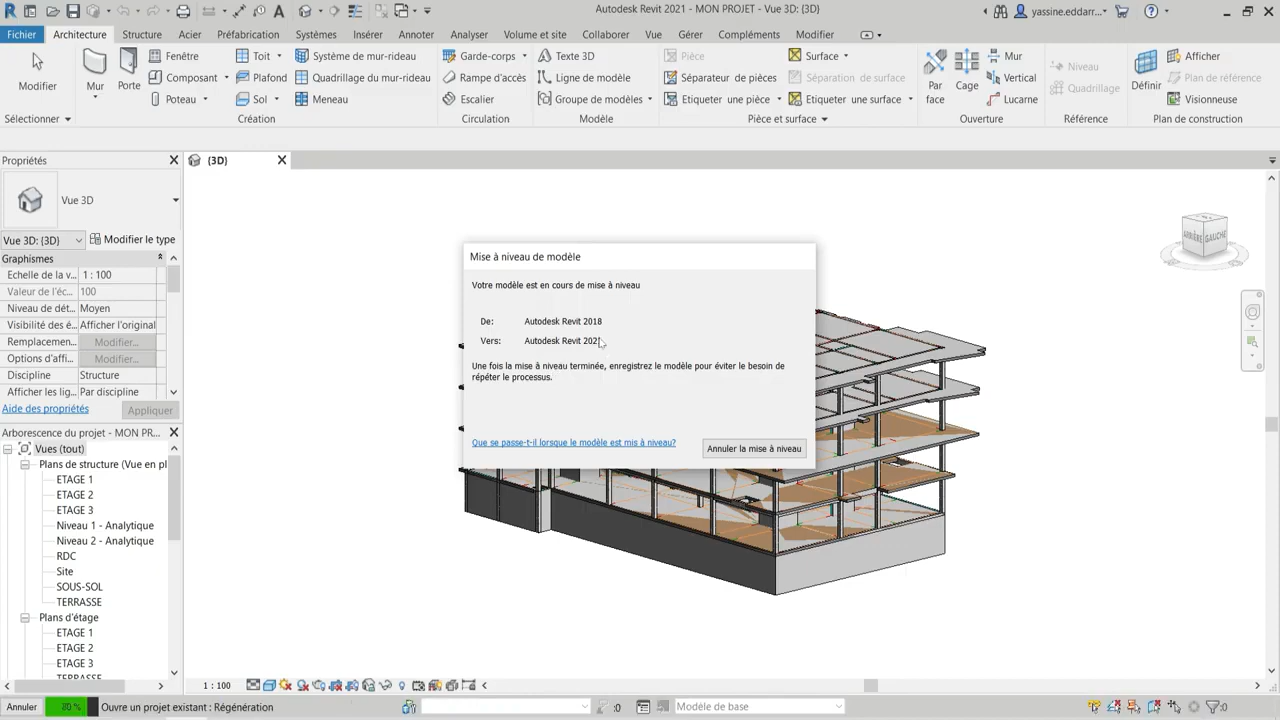 Autodesk Revit 2021 - MON PROJET - Vue 3D: {3D}
yassine.eddarr...
Fichier Architecture Structure Acier Préfabrication Systèmes Insérer Annoter Analyser Volume et site Collaborer Vue Gérer Compléments Modifier
Modifier
Sélectionner
Mur
Porte
Fenêtre
Composant
Poteau
Toit
Plafond
Sol
Système de mur-rideau
Quadrillage du mur-rideau
Meneau
Création
Garde-corps
Rampe d'accès
Escalier
Circulation
Texte 3D
Ligne de modèle
Groupe de modèles
Modèle
Pièce
Séparateur de pièces
Etiqueter une pièce
Surface
Séparation de surface
Etiqueter une surface
Pièce et surface
Par face
Cage
Mur
Vertical
Lucarne
Ouverture
Niveau
Quadrillage
Référence
Définir
Afficher
Plan de référence
Visionneuse
Plan de construction
Propriétés
{3D}
Vue 3D
Vue 3D: {3D} Modifier le type
Graphismes
Echelle de la v... 1 : 100
Valeur de l'éc... 100
Niveau de dét... Moyen
Visibilité des é... Afficher l'original
Remplacemen... Modifier...
Options d'affi... Modifier...
Discipline Structure
Afficher les lig... Par discipline
Aide des propriétés Appliquer
Arborescence du projet - MON PR...
Vues (tout)
Plans de structure (Vue en pl
ETAGE 1
ETAGE 2
ETAGE 3
Niveau 1 - Analytique
Niveau 2 - Analytique
RDC
Site
SOUS-SOL
TERRASSE
Plans d'étage
ETAGE 1
ETAGE 2
ETAGE 3
TERRASSE
ARRIÈRE GAUCHE
Mise à niveau de modèle
Votre modèle est en cours de mise à niveau
De: Autodesk Revit 2018
Vers: Autodesk Revit 2021
Une fois la mise à niveau terminée, enregistrez le modèle pour éviter le besoin de
répéter le processus.
Que se passe-t-il lorsque le modèle est mis à niveau?
Annuler la mise à niveau
1 : 100
Annuler 80 % Ouvre un projet existant : Régénération
:0
Modèle de base
:0